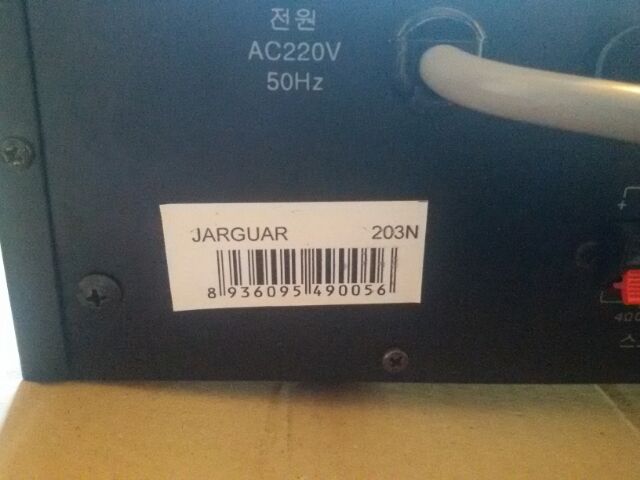 전원
AC220V
50Hz
JARGUAR 203N
8 936095 490056
+